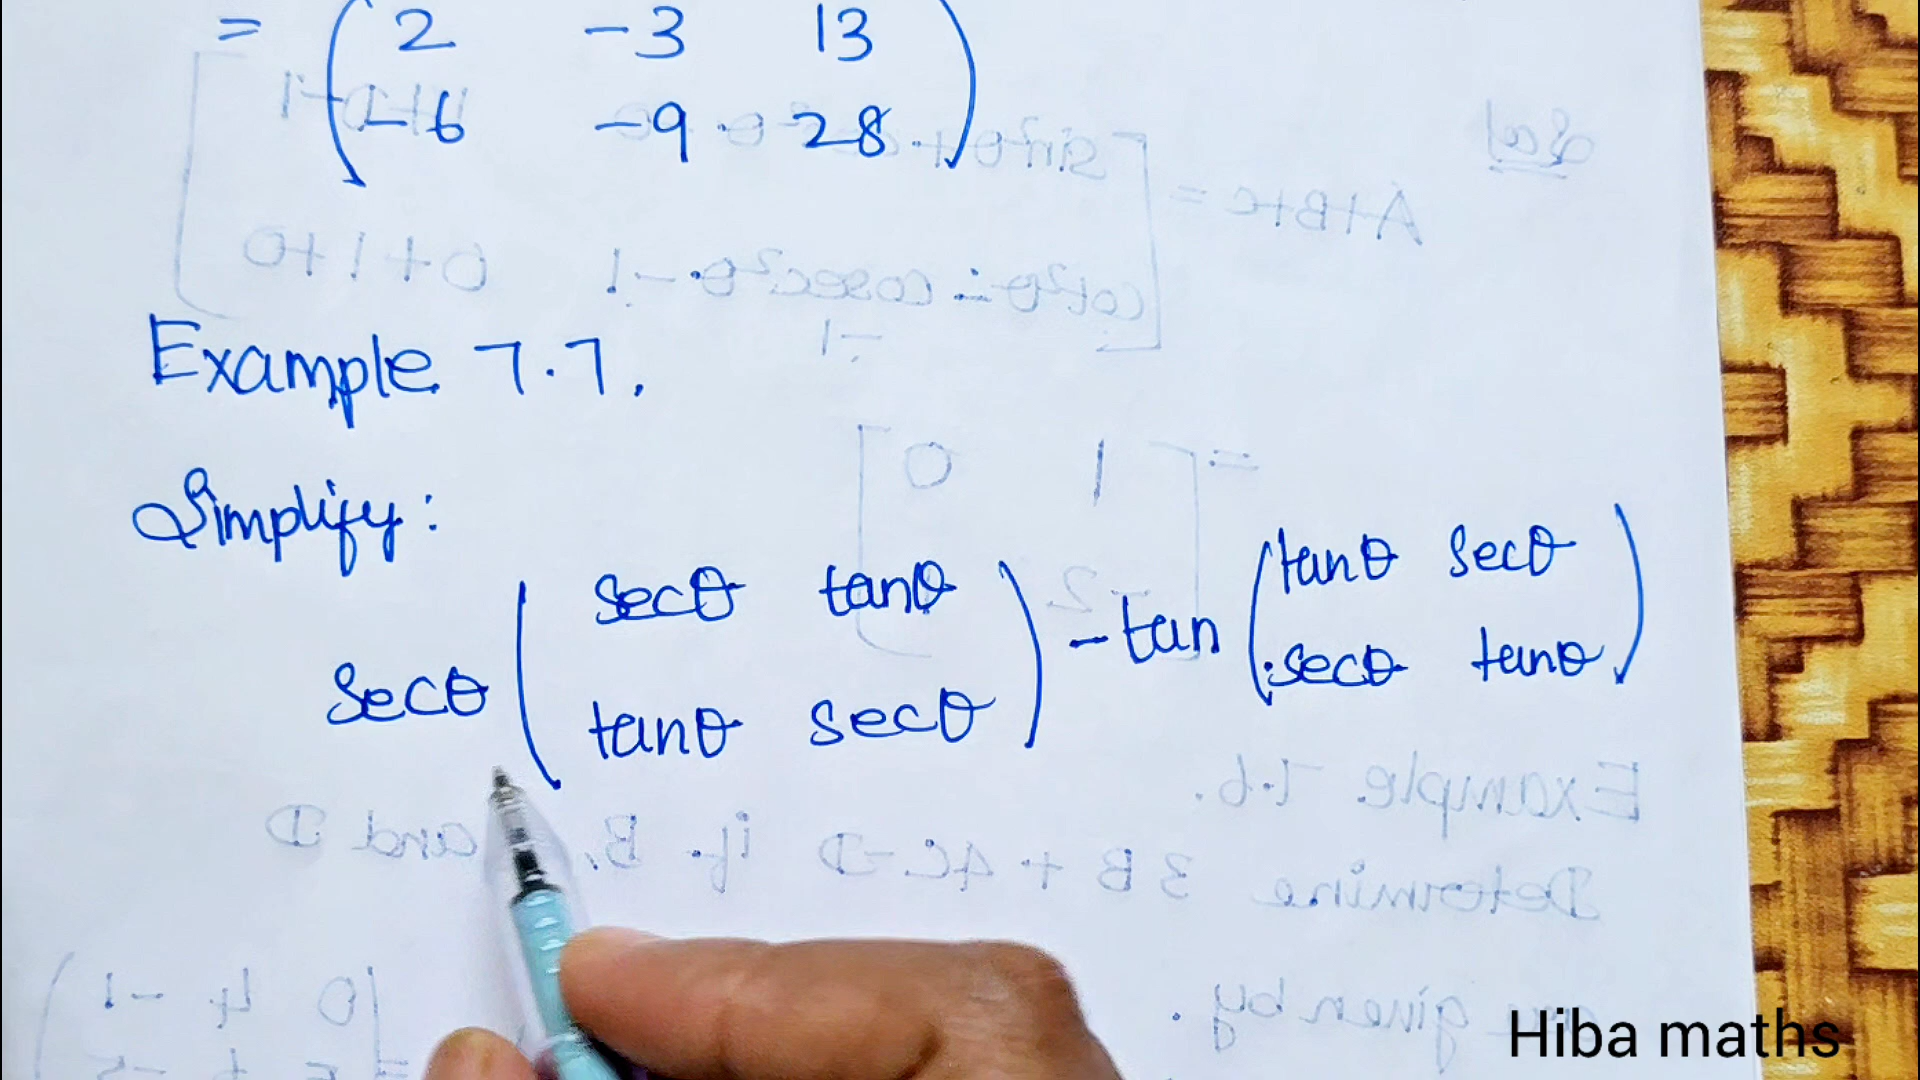 = ( 2 -3 13
-6 -9 28 )
Example 7.7.
Simplify:
secθ ( secθ tanθ
tanθ secθ ) - tan ( tanθ secθ
secθ tanθ )
Hiba maths